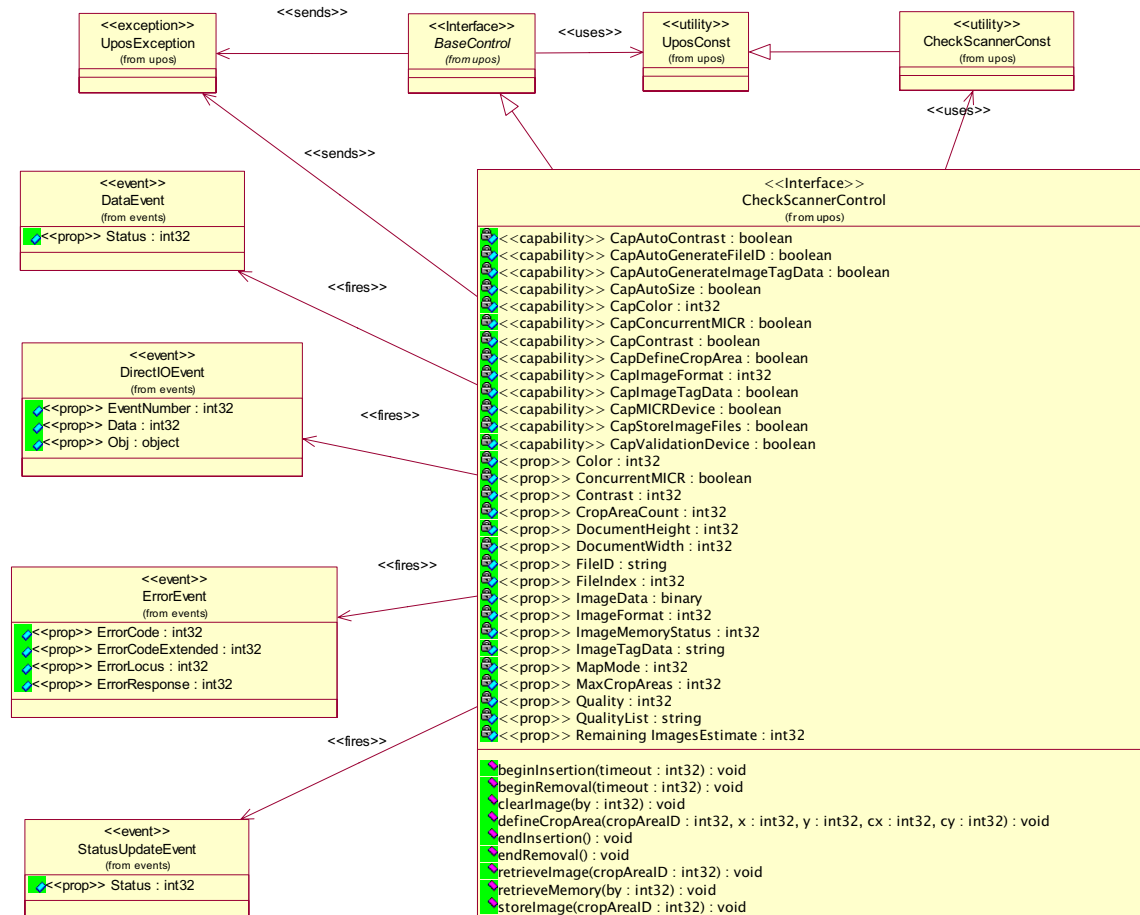 <<sends>>
<<exception>>
UposException
(from upos)
<<Interface>>
BaseControl
(from upos)
<<uses>>
<<utility>>
UposConst
(from upos)
<<utility>>
CheckScannerConst
(from upos)
<<uses>>
<<sends>>
<<event>>
DataEvent
(from events)
<<prop>> Status : int32
<<fires>>
<<event>>
DirectIOEvent
(from events)
<<prop>> EventNumber : int32
<<prop>> Data : int32
<<prop>> Obj : object
<<fires>>
<<event>>
ErrorEvent
(from events)
<<prop>> ErrorCode : int32
<<prop>> ErrorCodeExtended : int32
<<prop>> ErrorLocus : int32
<<prop>> ErrorResponse : int32
<<fires>>
<<event>>
StatusUpdateEvent
(from events)
<<prop>> Status : int32
<<fires>>
<<Interface>>
CheckScannerControl
(from upos)
<<capability>> CapAutoContrast : boolean
<<capability>> CapAutoGenerateFileID : boolean
<<capability>> CapAutoGenerateImageTagData : boolean
<<capability>> CapAutoSize : boolean
<<capability>> CapColor : int32
<<capability>> CapConcurrentMICR : boolean
<<capability>> CapContrast : boolean
<<capability>> CapDefineCropArea : boolean
<<capability>> CapImageFormat : int32
<<capability>> CapImageTagData : boolean
<<capability>> CapMICRDevice : boolean
<<capability>> CapStoreImageFiles : boolean
<<capability>> CapValidationDevice : boolean
<<prop>> Color : int32
<<prop>> ConcurrentMICR : boolean
<<prop>> Contrast : int32
<<prop>> CropAreaCount : int32
<<prop>> DocumentHeight : int32
<<prop>> DocumentWidth : int32
<<prop>> FileID : string
<<prop>> FileIndex : int32
<<prop>> ImageData : binary
<<prop>> ImageFormat : int32
<<prop>> ImageMemoryStatus : int32
<<prop>> ImageTagData : string
<<prop>> MapMode : int32
<<prop>> MaxCropAreas : int32
<<prop>> Quality : int32
<<prop>> QualityList : string
<<prop>> Remaining ImagesEstimate : int32
beginInsertion(timeout : int32) : void
beginRemoval(timeout : int32) : void
clearImage(by : int32) : void
defineCropArea(cropAreaID : int32, x : int32, y : int32, cx : int32, cy : int32) : void
endInsertion() : void
endRemoval() : void
retrieveImage(cropAreaID : int32) : void
retrieveMemory(by : int32) : void
storeImage(cropAreaID : int32) : void